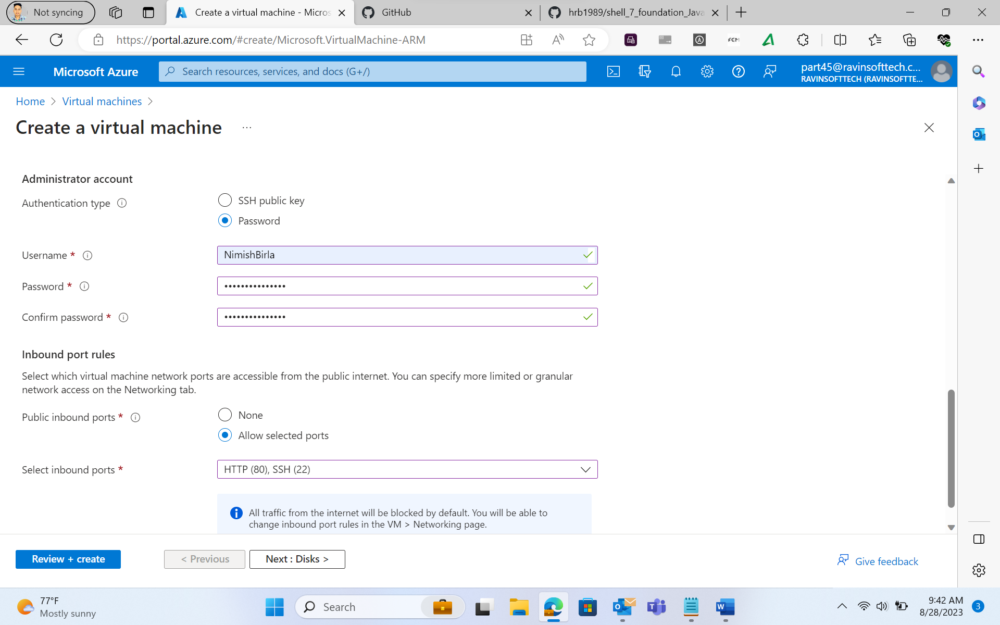 Not syncing
Create a virtual machine - Micros
GitHub
hrb1989/shell_7_foundation_Java
https://portal.azure.com/#create/Microsoft.VirtualMachine-ARM
FCM
Microsoft Azure
Search resources, services, and docs (G+/)
part45@ravinsofttech.c...
RAVINSOFTTECH (RAVINSOFTTE...
Home > Virtual machines >
Create a virtual machine ...
Administrator account
Authentication type
SSH public key
Password
Username *
NimishBirla
Password *
•••••••••••••••
Confirm password *
•••••••••••••••
Inbound port rules
Select which virtual machine network ports are accessible from the public internet. You can specify more limited or granular
network access on the Networking tab.
Public inbound ports *
None
Allow selected ports
Select inbound ports *
HTTP (80), SSH (22)
All traffic from the internet will be blocked by default. You will be able to
change inbound port rules in the VM > Networking page.
Review + create
< Previous
Next : Disks >
Give feedback
77°F
Mostly sunny
Search
9:42 AM
8/28/2023
3